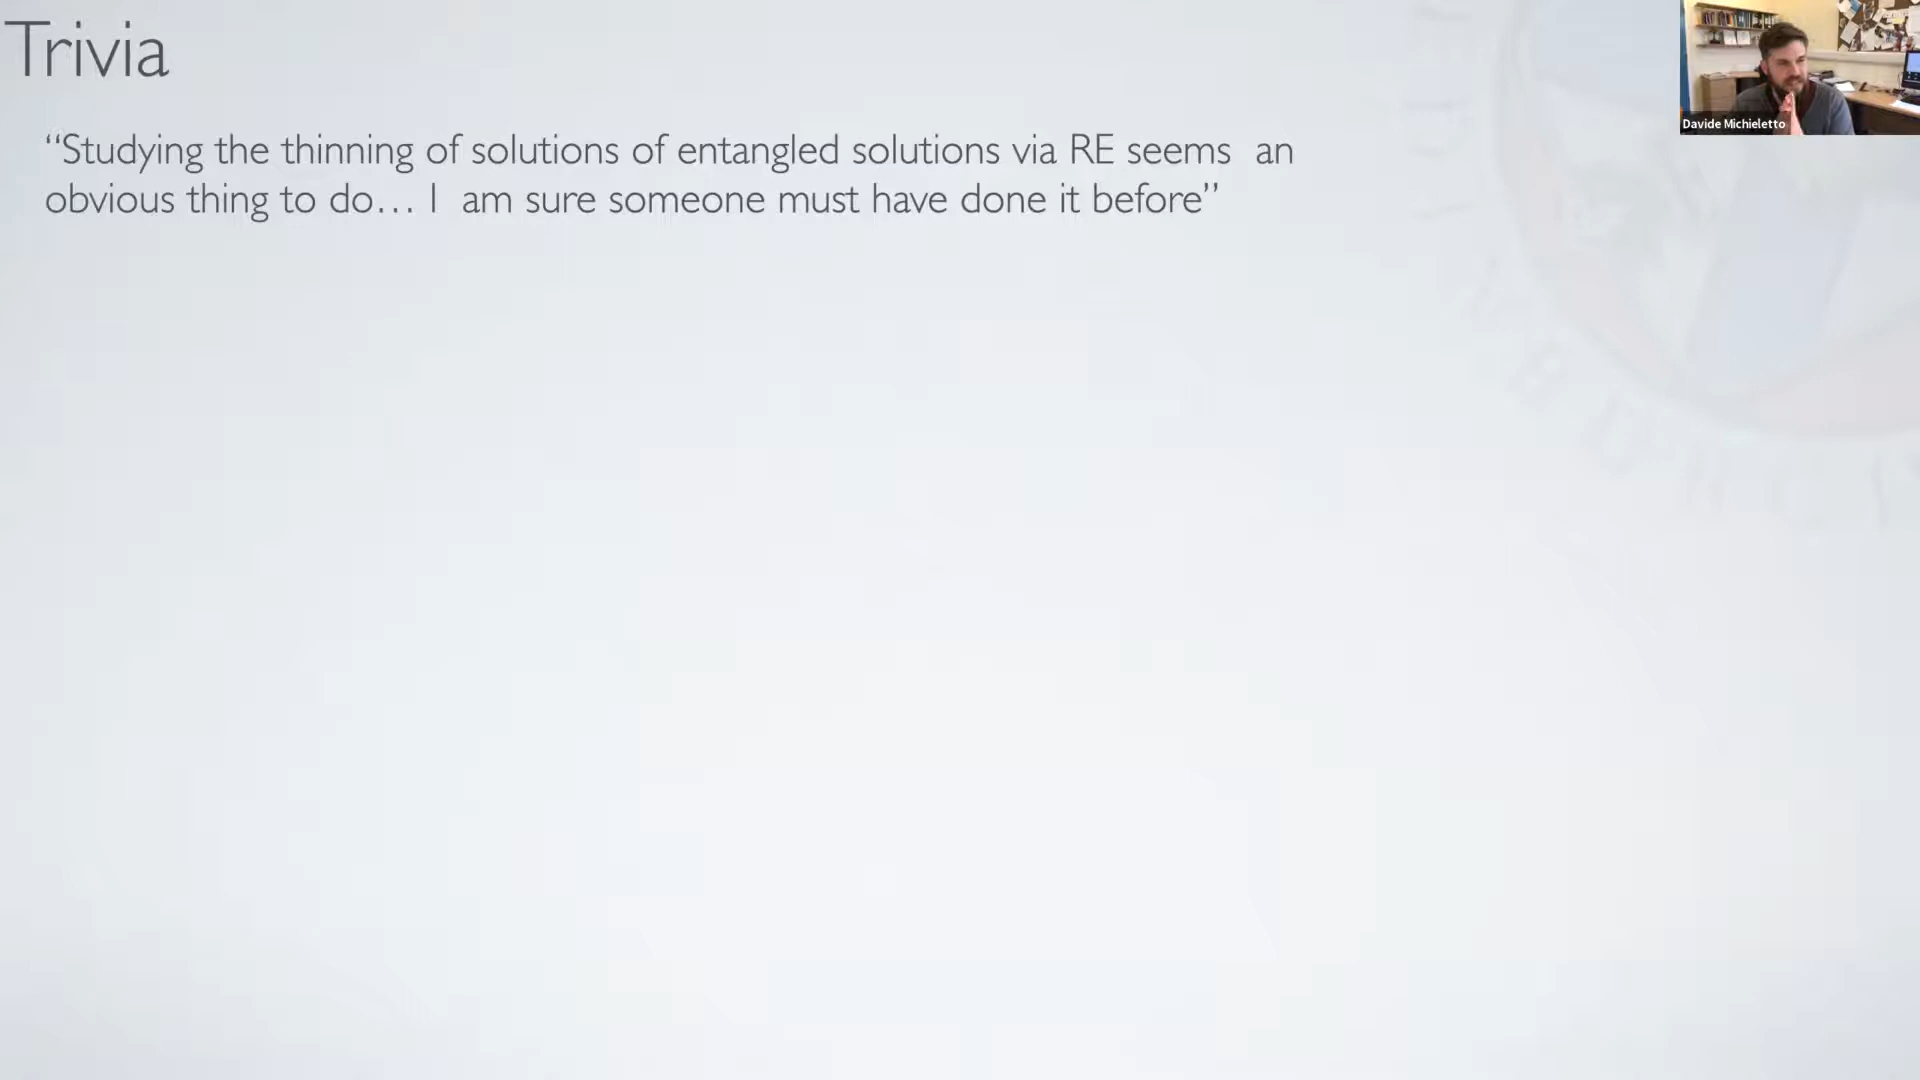 Trivia
“Studying the thinning of solutions of entangled solutions via RE seems an
obvious thing to do… I am sure someone must have done it before”
Davide Michieletto